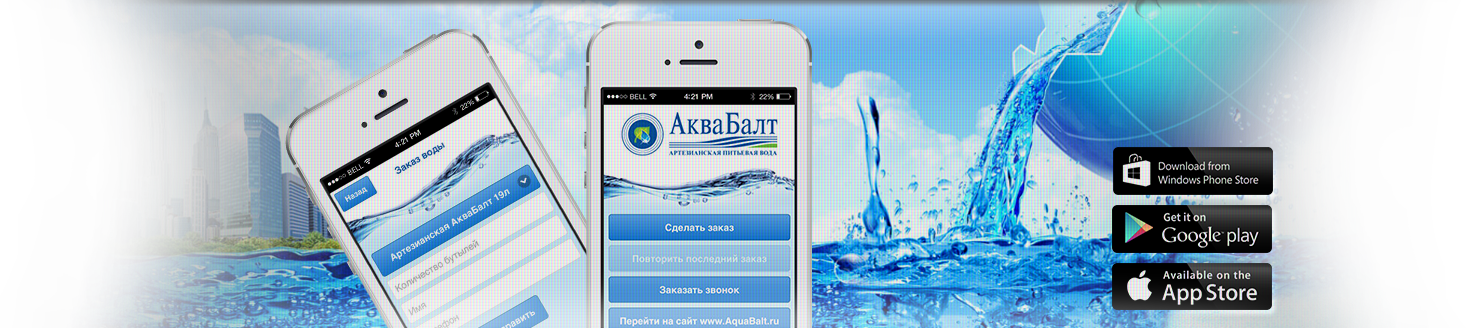 BELL 4:21 PM 22%
Заказ воды
Назад
Артезианская АкваБалт 19л
Количество бутылей
Имя
BELL 4:21 PM 22%
АкваБалт
АРТЕЗИАНСКАЯ ПИТЬЕВАЯ ВОДА
Сделать заказ
Повторить последний заказ
Заказать звонок
Перейти на сайт www.AquaBalt.ru
Download from
Windows Phone Store
Get it on
Google play
Available on the
App Store